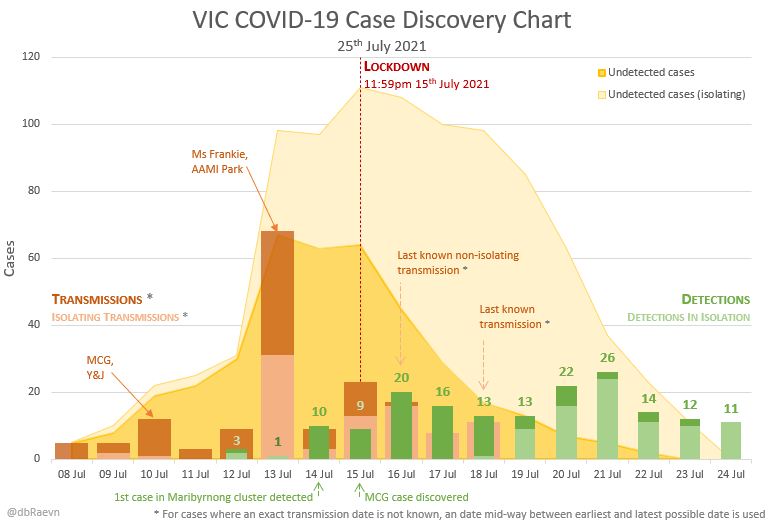 VIC COVID-19 Case Discovery Chart
25th July 2021
LOCKDOWN
11:59pm 15th July 2021
Undetected cases
Undetected cases (isolating)
120
100
80
60
40
20
0
Cases
Ms Frankie,
AAMI Park
Last known non-isolating
transmission *
Last known
transmission *
TRANSMISSIONS *
ISOLATING TRANSMISSIONS *
DETECTIONS
DETECTIONS IN ISOLATION
MCG,
Y&J
3
1
10
9
20
16
13
13
22
26
14
12
11
08 Jul
09 Jul
10 Jul
11 Jul
12 Jul
13 Jul
14 Jul
15 Jul
16 Jul
17 Jul
18 Jul
19 Jul
20 Jul
21 Jul
22 Jul
23 Jul
24 Jul
1st case in Maribyrnong cluster detected
MCG case discovered
@dbRaevn
* For cases where an exact transmission date is not known, an date mid-way between earliest and latest possible date is used